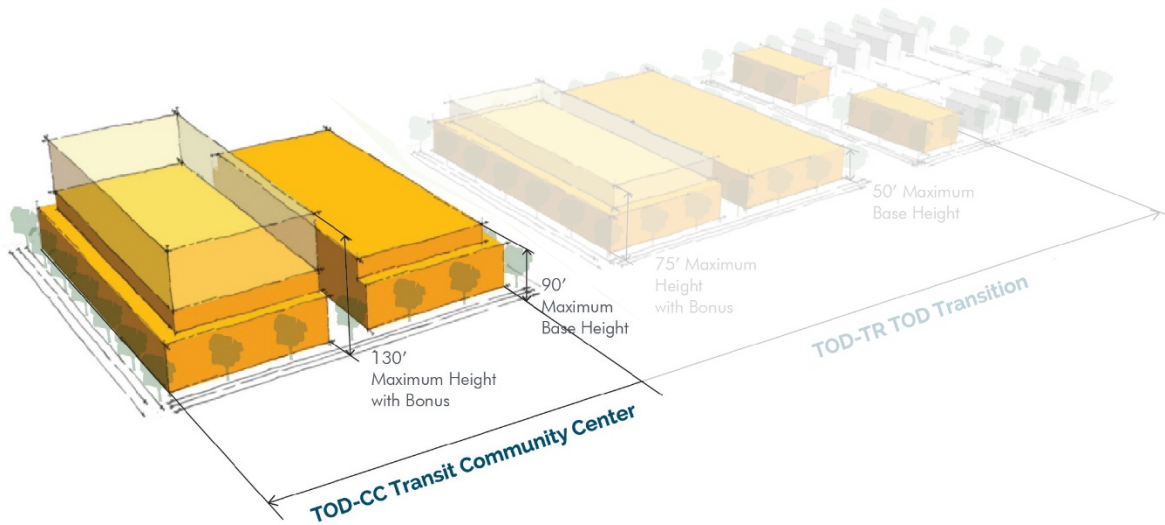 130’
Maximum Height
with Bonus
90’
Maximum
Base Height
75’ Maximum
Height
with Bonus
50’ Maximum
Base Height
TOD-CC Transit Community Center
TOD-TR TOD Transition